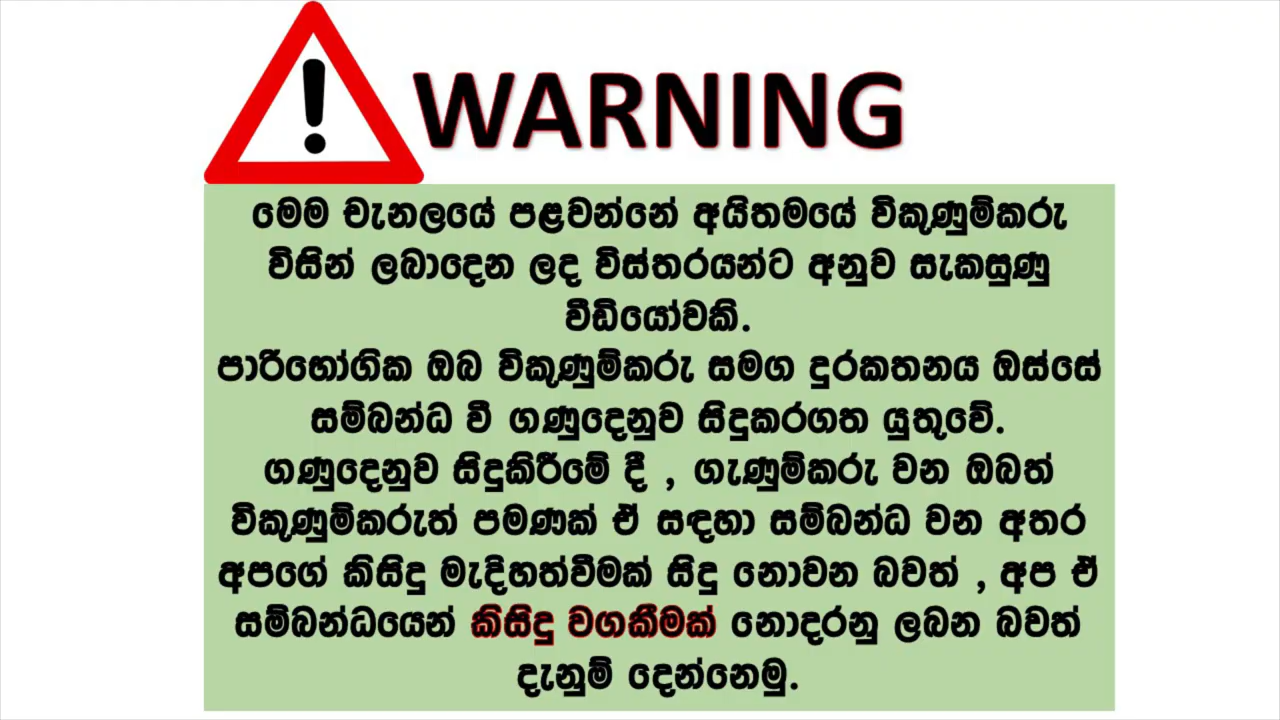 WARNING
මෙම චැනලයේ පළවන්නේ අයිතමයේ විකුණුම්කරු
විසින් ලබාදෙන ලද විස්තරයන්ට අනුව සැකසුණු
වීඩියෝවකි.
පාරිභෝගික ඔබ විකුණුම්කරු සමග දුරකතනය ඔස්සේ
සම්බන්ධ වී ගණුදෙනුව සිදුකරගත යුතුවේ.
ගණුදෙනුව සිදුකිරීමේ දී , ගැණුම්කරු වන ඔබත්
විකුණුම්කරුත් පමණක් ඒ සඳහා සම්බන්ධ වන අතර
අපගේ කිසිදු මැදිහත්වීමක් සිදු නොවන බවත් , අප ඒ
සම්බන්ධයෙන් කිසිදු වගකීමක් නොදරනු ලබන බවත්
දැනුම් දෙන්නෙමු.